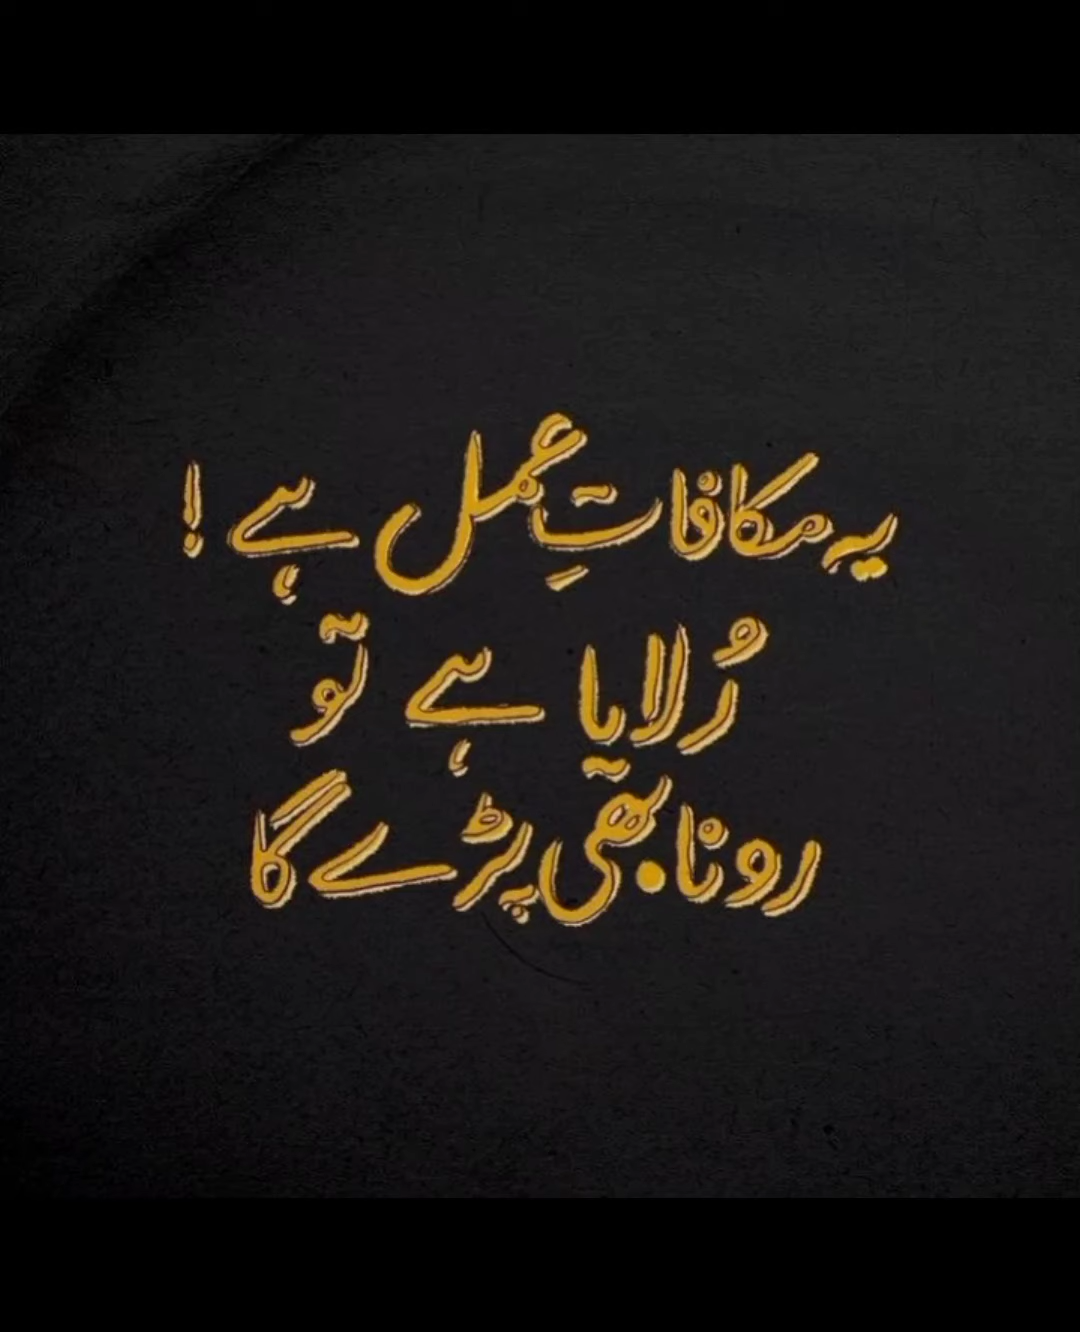 یہ مکافاتِ عمل ہے !
رُلایا ہے تو
رونا بھی پڑے گا